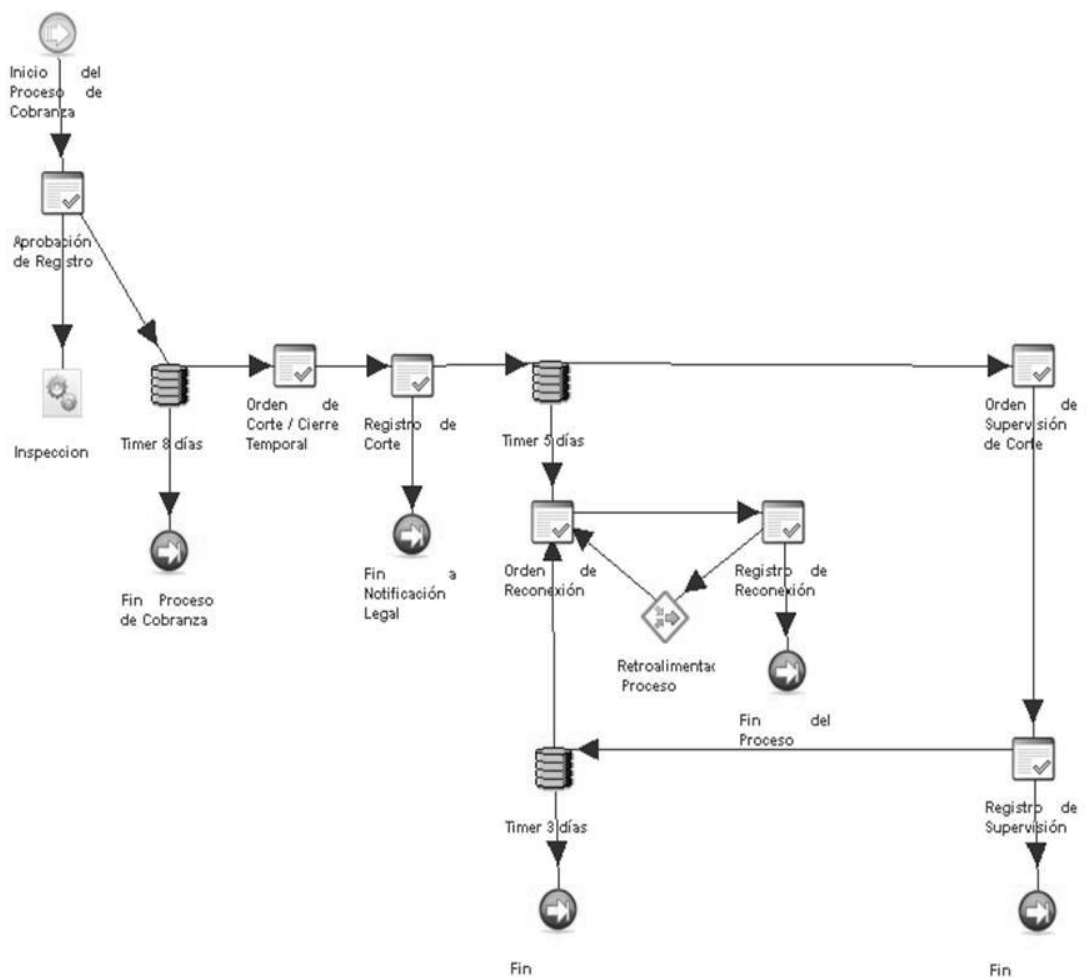 Inicio del
Proceso de
Cobranza
Aprobación
de Registro
Inspeccion
Timer 8 días
Fin Proceso
de Cobranza
Orden de
Corte / Cierre
Temporal
Registro de
Corte
Fin a
Notificación
Legal
Timer 5 días
Orden de
Reconexión
Registro de
Reconexión
Retroalimentac
Proceso
Fin del
Proceso
Orden de
Supervisión
de Corte
Registro de
Supervisión
Timer 3 días
Fin
Fin